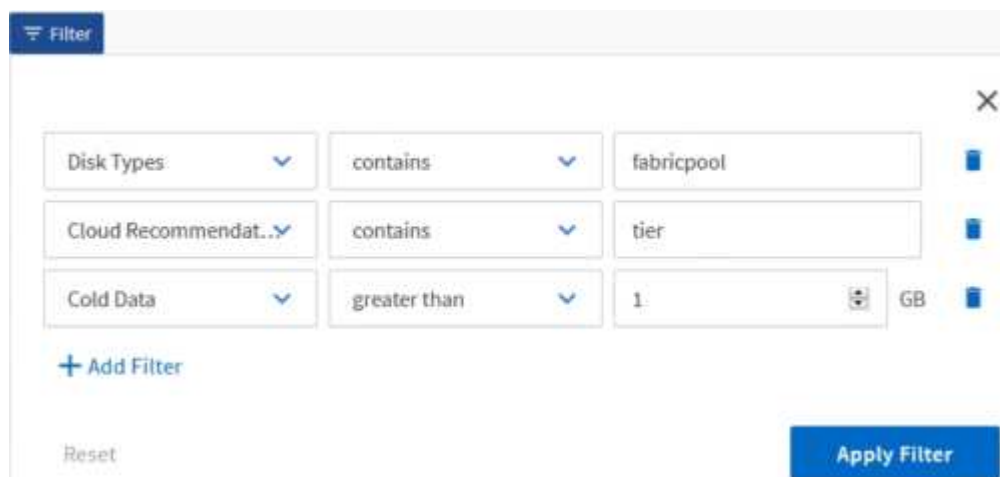 Filter
Disk Types contains fabricpool
Cloud Recommendat... contains tier
Cold Data greater than 1 GB
+ Add Filter
Reset Apply Filter